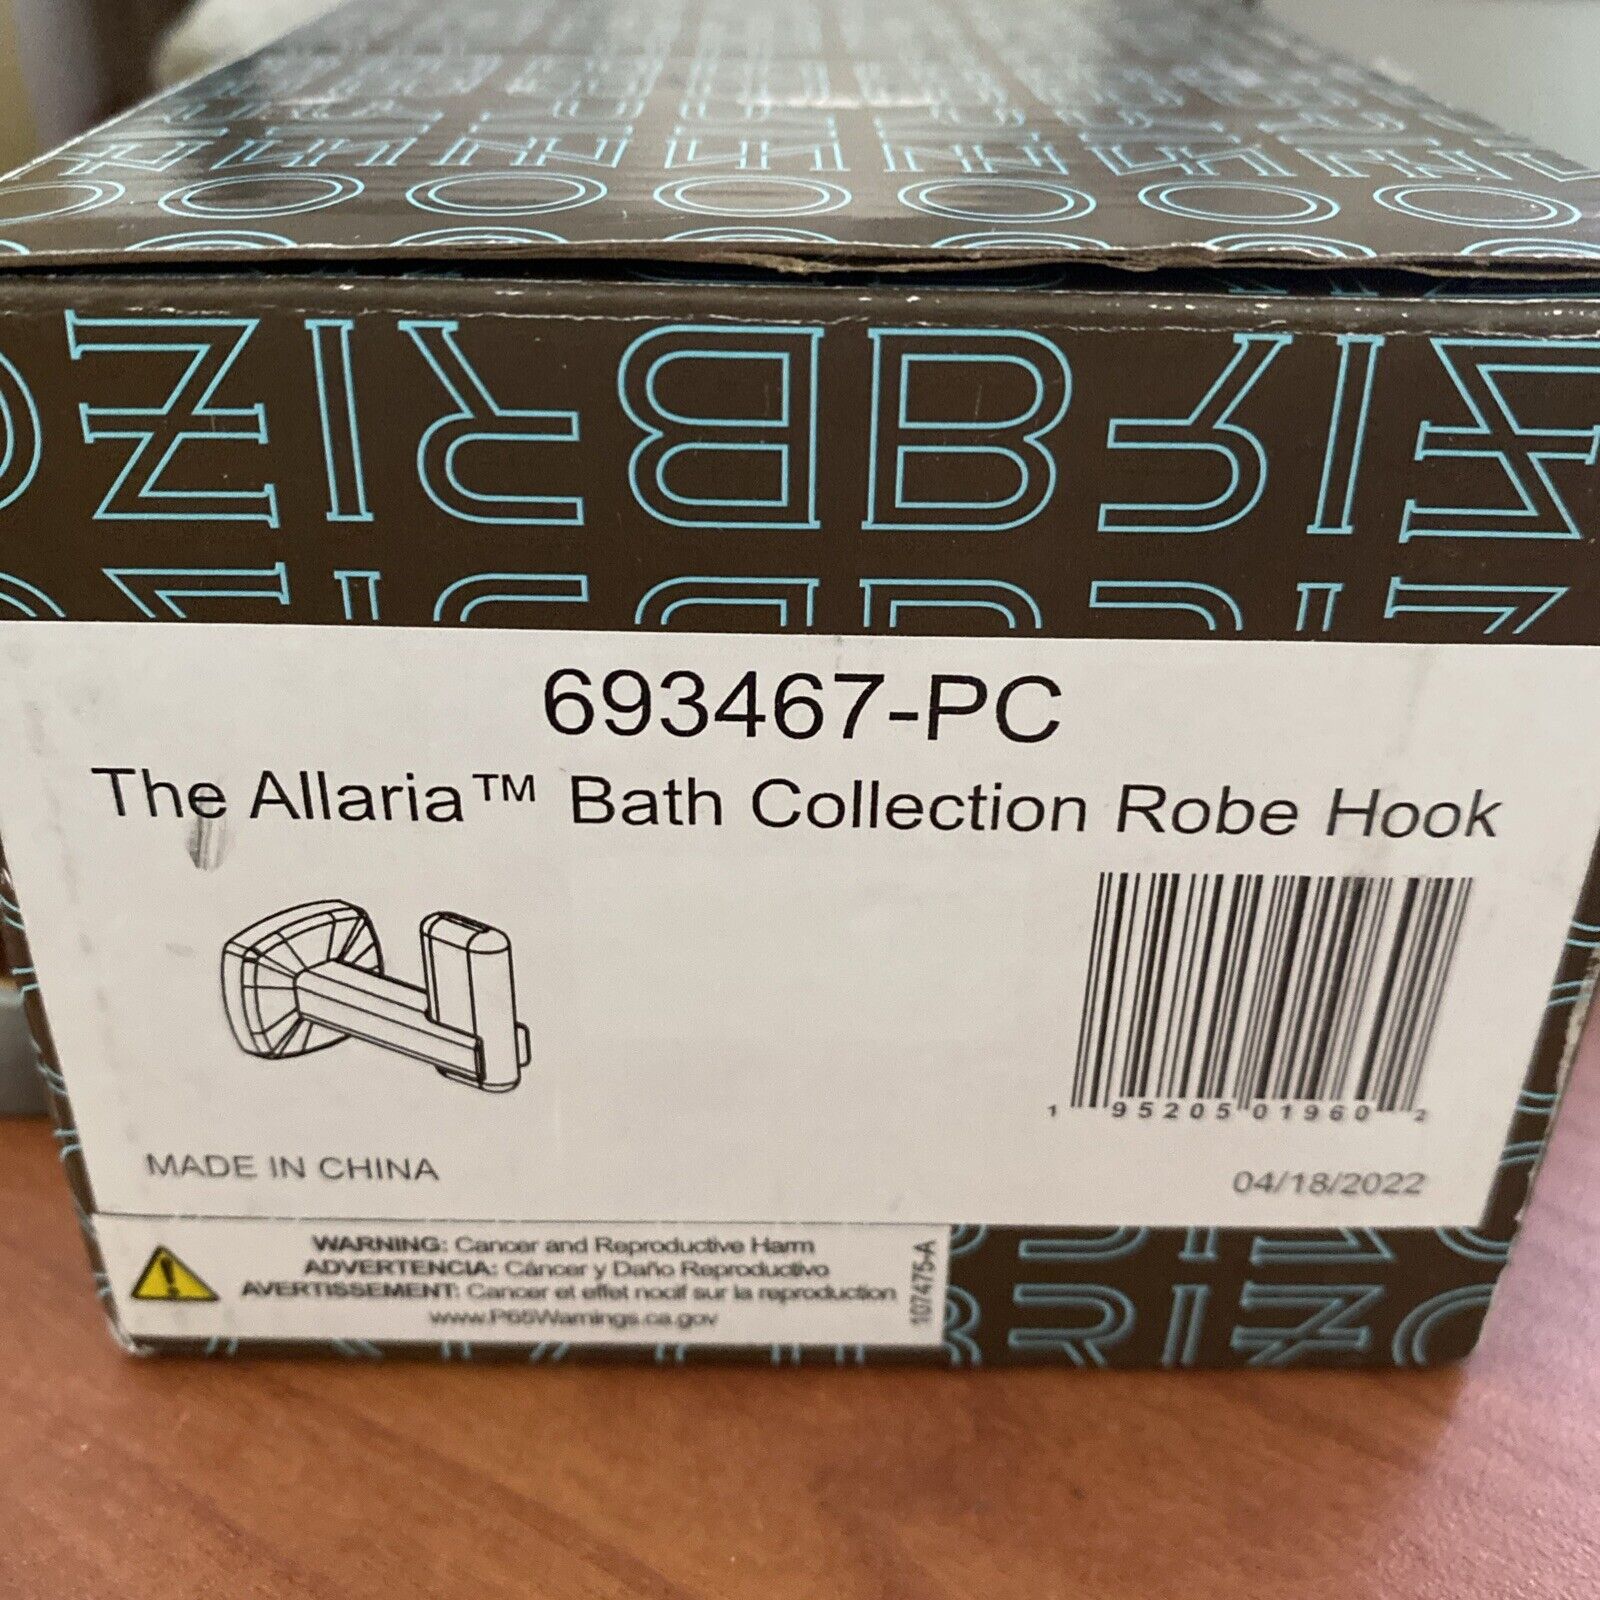 BRIZ
693467-PC
The Allaria™ Bath Collection Robe Hook
1 95205 01960 2
MADE IN CHINA
04/18/2022
WARNING: Cancer and Reproductive Harm
ADVERTENCIA: Cáncer y Daño Reproductivo
AVERTISSEMENT: Cancer et effet nocif sur la reproduction
www.P65Warnings.ca.gov
107475-A
BRIZO